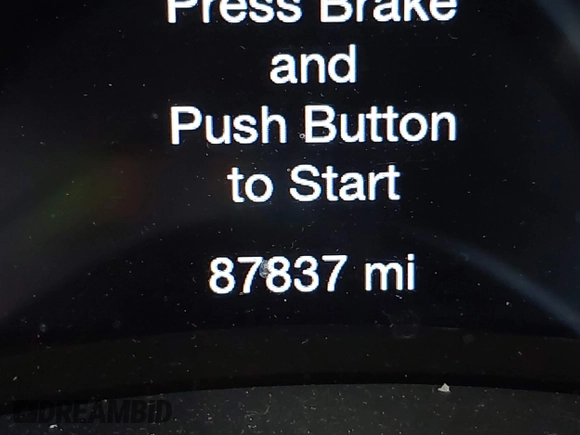 Press Brake
and
Push Button
to Start
87837 mi
DREAMBID